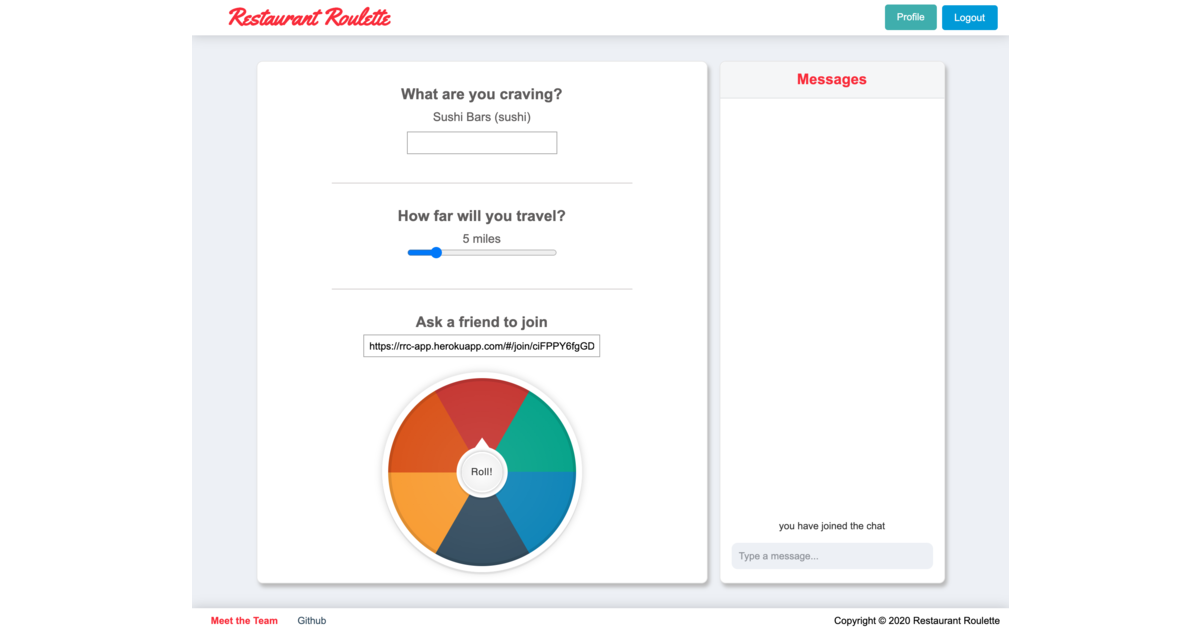 Restaurant Roulette
Profile
Logout
What are you craving?
Sushi Bars (sushi)
How far will you travel?
5 miles
Ask a friend to join
https://rrc-app.herokuapp.com/#/join/ciFPPY6fgGD
Roll!
Messages
you have joined the chat
Type a message...
Meet the Team
Github
Copyright © 2020 Restaurant Roulette